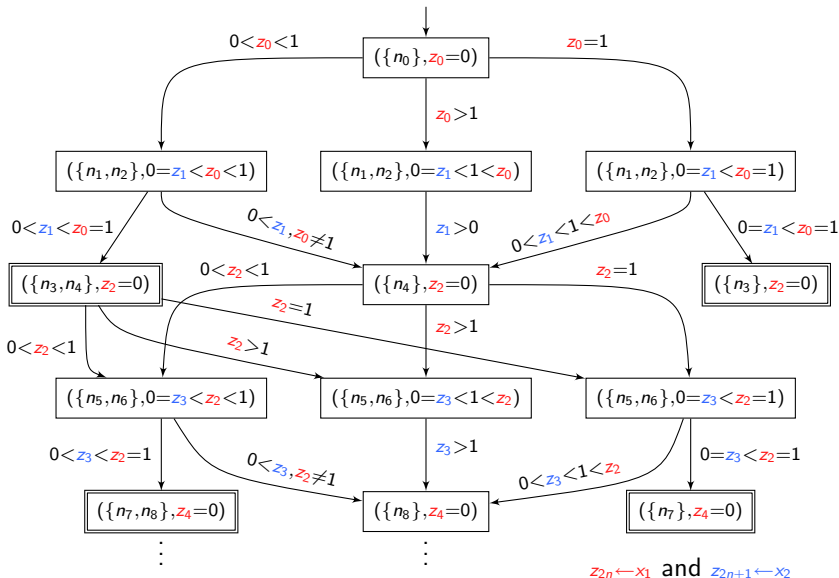 0<z₀<1
({n₀},z₀=0)
z₀=1
z₀>1
({n₁,n₂},0=z₁<z₀<1)
({n₁,n₂},0=z₁<1<z₀)
({n₁,n₂},0=z₁<z₀=1)
0<z₁<z₀=1
0<z₁,z₀≠1
z₁>0
0<z₁<1<z₀
0=z₁<z₀=1
({n₃,n₄},z₂=0)
0<z₂<1
({n₄},z₂=0)
z₂=1
({n₃},z₂=0)
0<z₂<1
z₂>1
z₂=1
z₂>1
({n₅,n₆},0=z₃<z₂<1)
({n₅,n₆},0=z₃<1<z₂)
({n₅,n₆},0=z₃<z₂=1)
0<z₃<z₂=1
0<z₃,z₂≠1
z₃>1
0<z₃<1<z₂
0=z₃<z₂=1
({n₇,n₈},z₄=0)
({n₈},z₄=0)
({n₇},z₄=0)
⋮ ⋮
z₂ₙ←x₁ and z₂ₙ₊₁←x₂